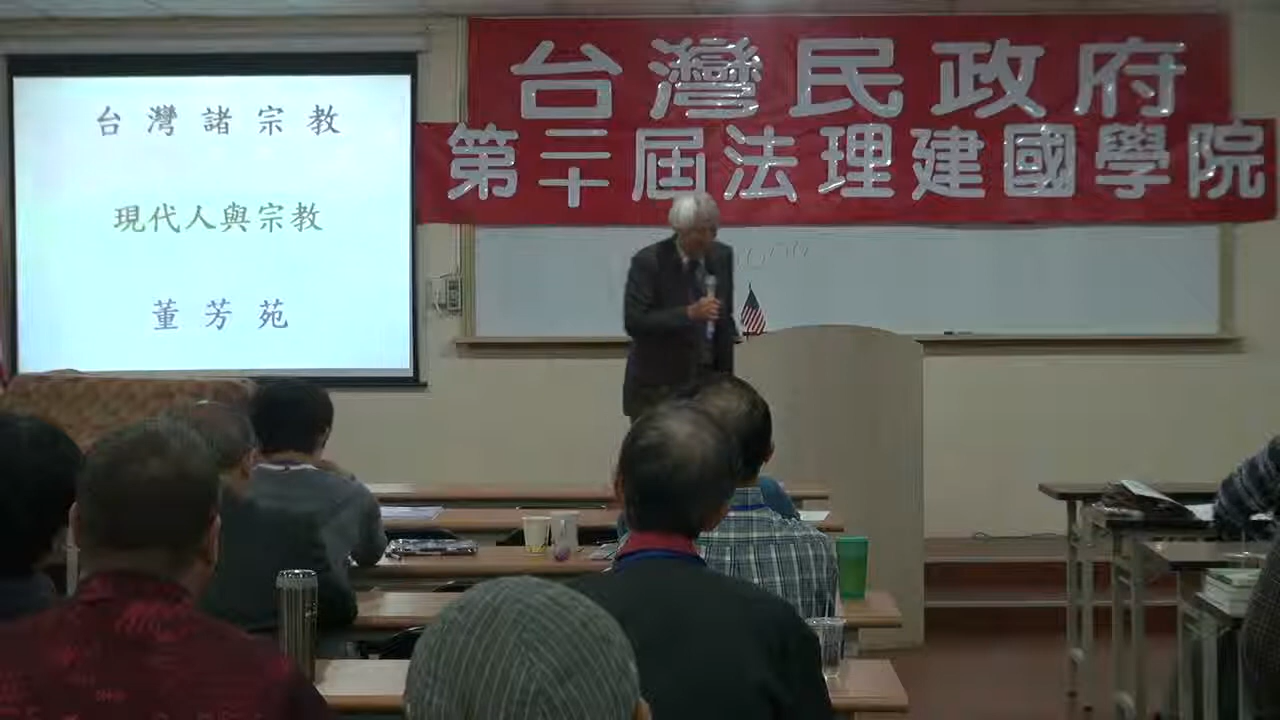 台灣諸宗教
現代人與宗教
董芳苑
台灣民政府
第二十屆法理建國學院